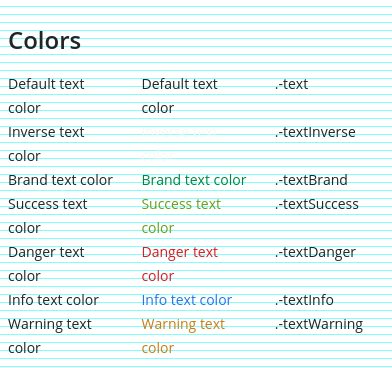 Colors
Default text Default text .-text
color color
Inverse text .-textInverse
color
Brand text color Brand text color .-textBrand
Success text Success text .-textSuccess
color color
Danger text Danger text .-textDanger
color color
Info text color Info text color .-textInfo
Warning text Warning text .-textWarning
color color